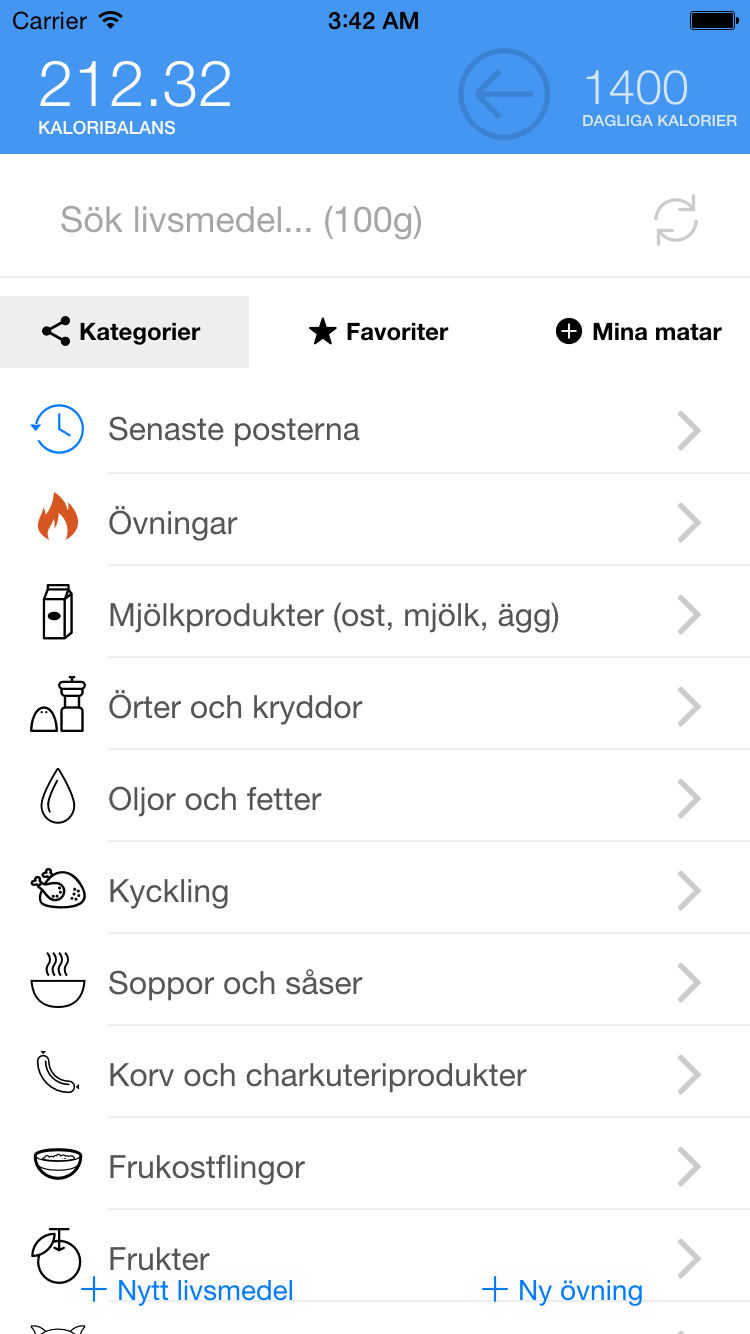 Carrier 3:42 AM
212.32 1400
KALORIBALANS DAGLIGA KALORIER
Sök livsmedel... (100g)
Kategorier Favoriter Mina matar
Senaste posterna
Övningar
Mjölkprodukter (ost, mjölk, ägg)
Örter och kryddor
Oljor och fetter
Kyckling
Soppor och såser
Korv och charkuteriprodukter
Frukostflingor
Frukter
Nytt livsmedel Ny övning